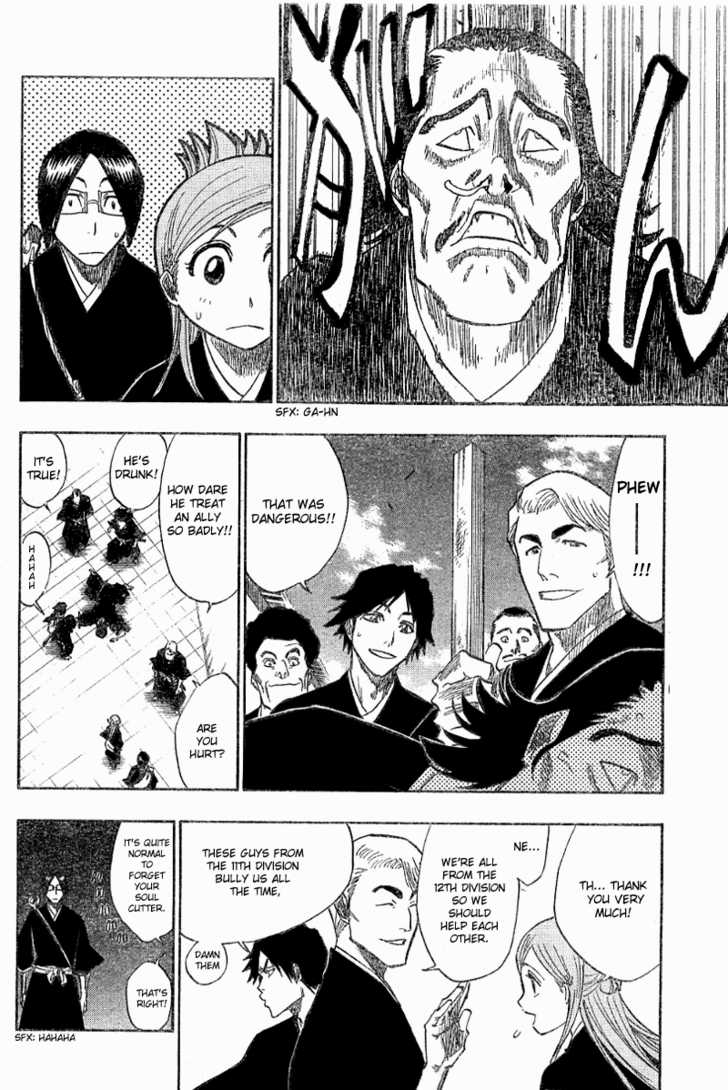 SFX: GA-HN
PHEW
!!!
THAT WAS
DANGEROUS!!
HOW DARE
HE TREAT
AN ALLY
SO BADLY!!
HE'S
DRUNK!
IT'S
TRUE!
HAHAH
ARE
YOU
HURT?
TH... THANK
YOU VERY
MUCH!
NE...
WE'RE ALL
FROM THE
12TH DIVISION
SO WE
SHOULD
HELP EACH
OTHER.
THESE GUYS FROM
THE 11TH DIVISION
BULLY US ALL
THE TIME,
DAMN
THEM
IT'S QUITE
NORMAL
TO
FORGET
YOUR
SOUL
CUTTER.
THAT'S
RIGHT!
SFX: HAHAHA